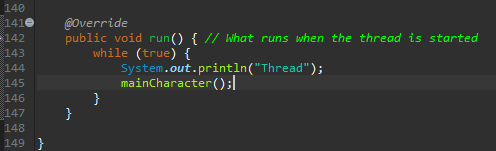 140
141 @Override
142 public void run() { // What runs when the thread is started
143 while (true) {
144 System.out.println("Thread");
145 mainCharacter();
146 }
147 }
148
149 }